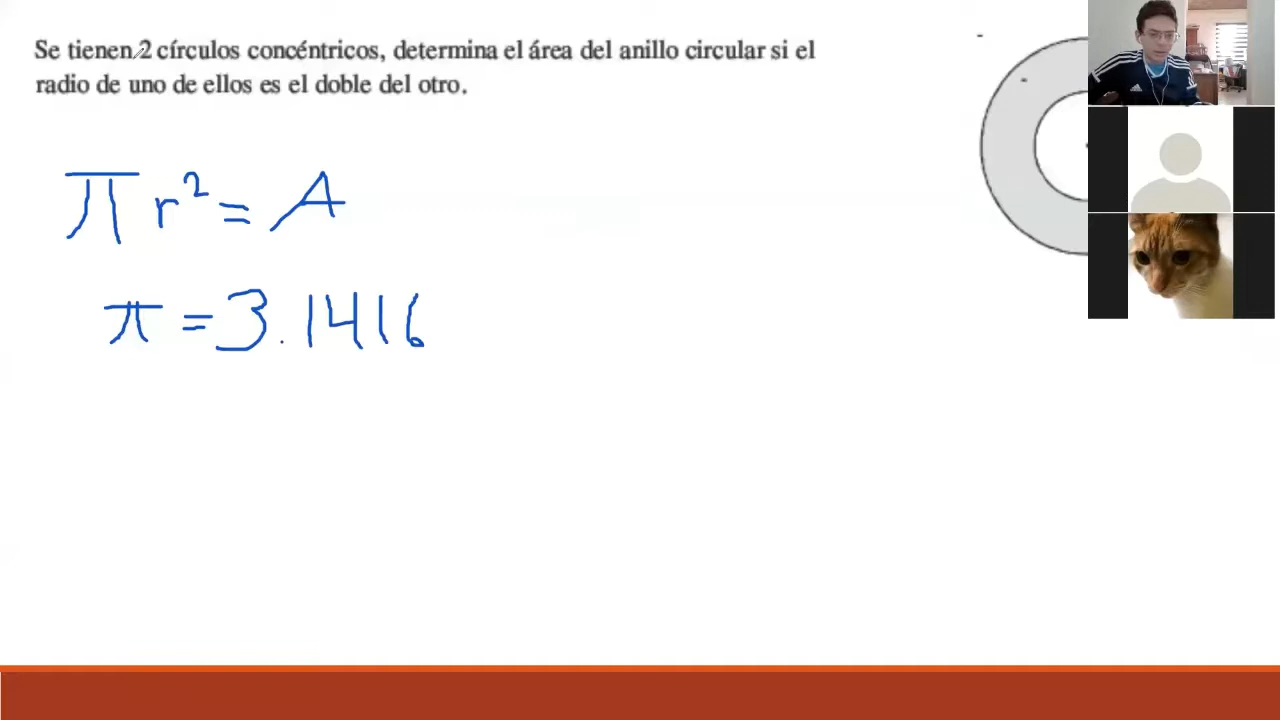 Se tienen 2 círculos concéntricos, determina el área del anillo circular si el
radio de uno de ellos es el doble del otro.
π r² = A
π = 3.1416
adidas